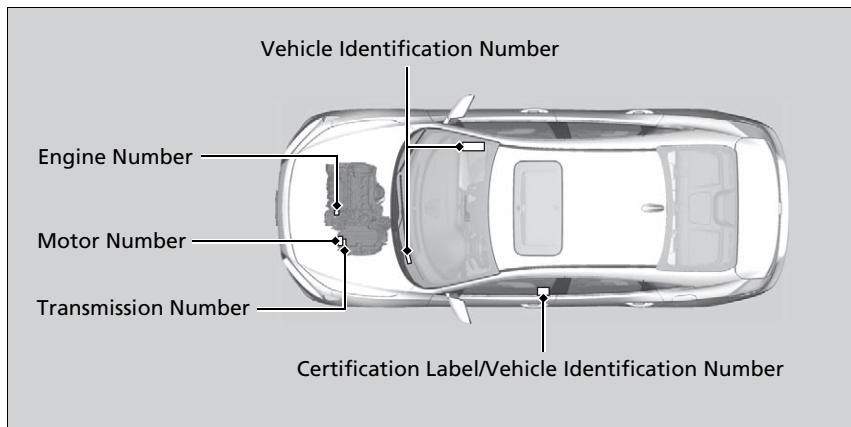 Vehicle Identification Number
Engine Number
Motor Number
Transmission Number
Certification Label/Vehicle Identification Number